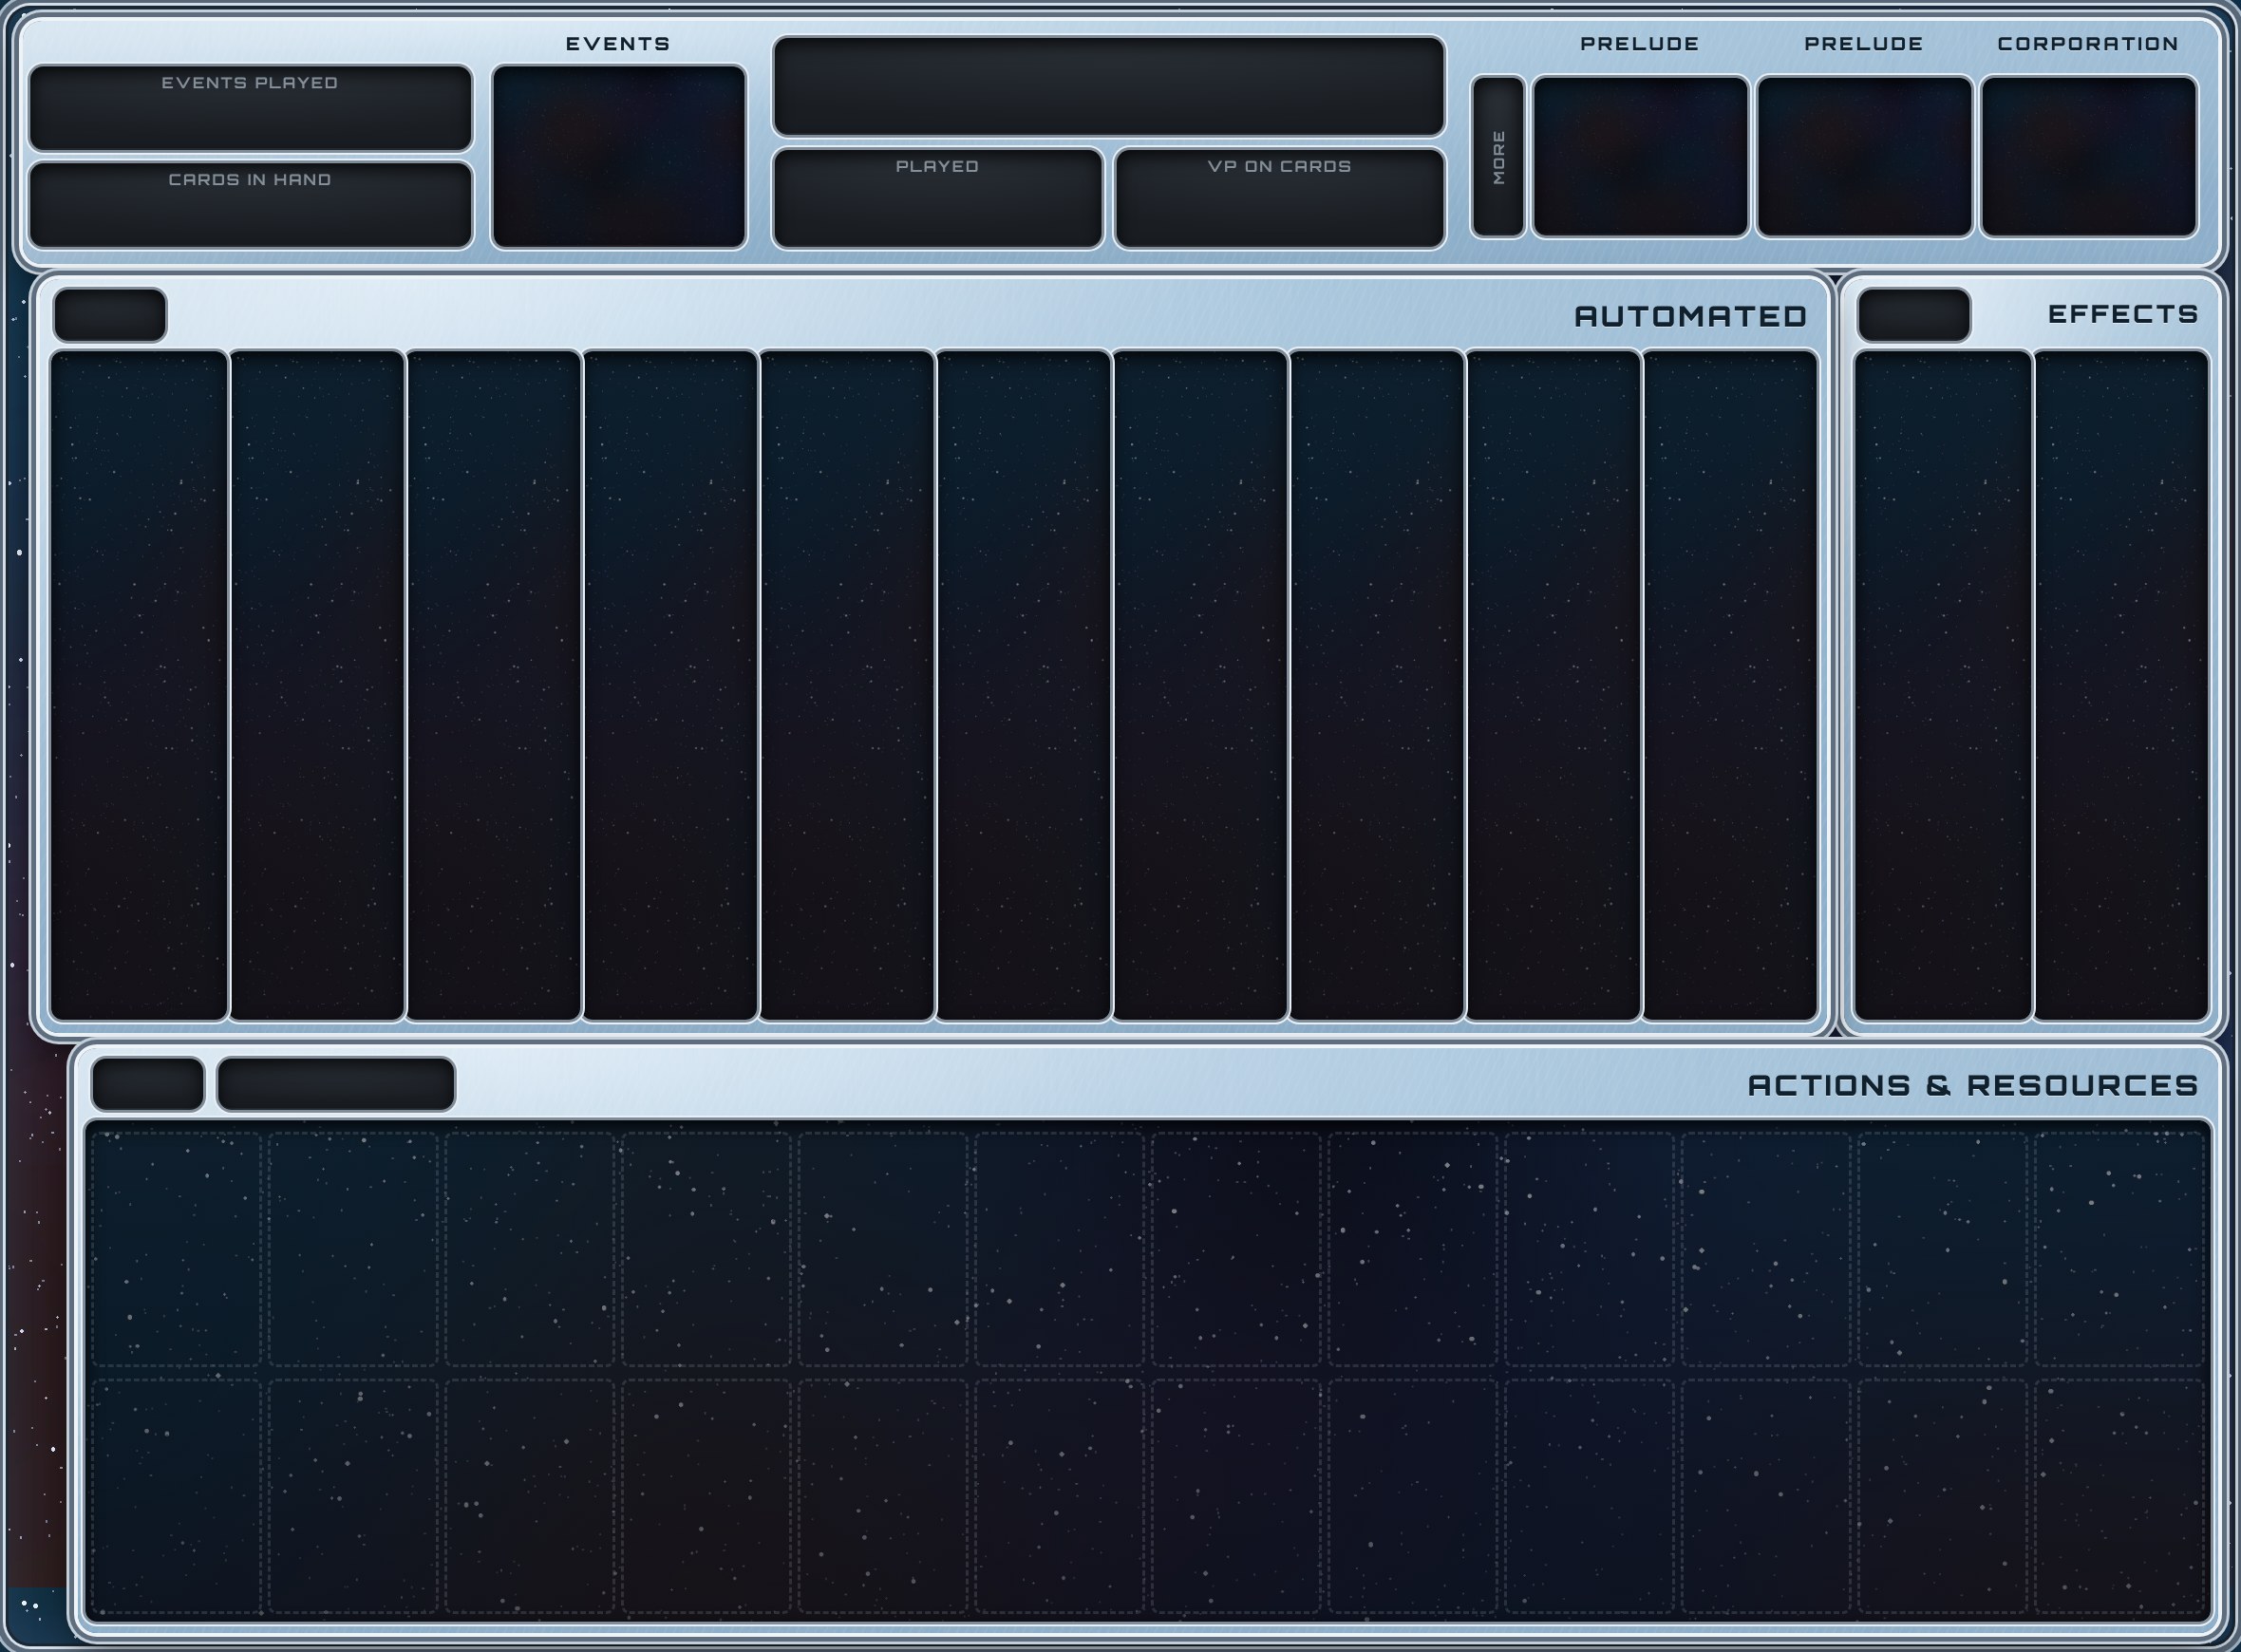 EVENTS
PRELUDE
PRELUDE
CORPORATION
EVENTS PLAYED
CARDS IN HAND
PLAYED
VP ON CARDS
MORE
AUTOMATED
EFFECTS
ACTIONS & RESOURCES